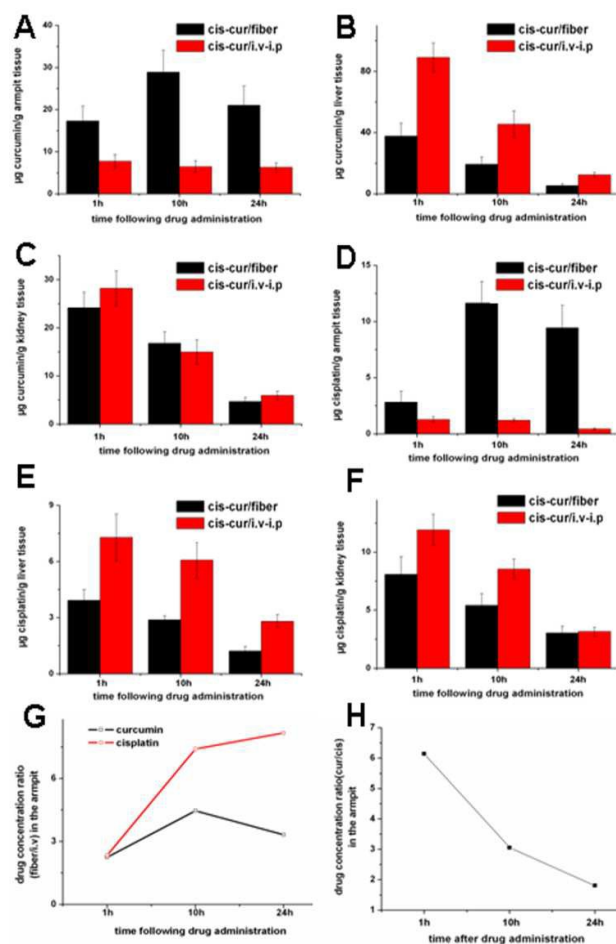 A
cis-cur/fiber
cis-cur/i.v-i.p
µg curcumin/g armpit tissue
40
30
20
10
0
1h 10h 24h
time following drug administration
B
cis-cur/fiber
cis-cur/i.v-i.p
µg curcumin/g liver tissue
80
40
0
1h 10h 24h
time following drug administration
C
cis-cur/fiber
cis-cur/i.v-i.p
µg curcumin/g kidney tissue
30
20
10
0
1h 10h 24h
time following drug administration
D
cis-cur/fiber
cis-cur/i.v-i.p
µg cisplatin/g armpit tissue
15
10
5
0
1h 10h 24h
time following drug administration
E
cis-cur/fiber
cis-cur/i.v-i.p
µg cisplatin/g liver tissue
9
6
3
0
1h 10h 24h
time following drug administration
F
cis-cur/fiber
cis-cur/i.v-i.p
µg cisplatin/g kidney tissue
15
10
5
0
1h 10h 24h
time following drug administration
G
curcumin
cisplatin
drug concentration ratio
(fiber/i.v) in the armpit
6
3
0
1h 10h 24h
time following drug administration
H
drug concentration ratio(cur/cis)
in the armpit
7
6
5
4
3
2
1
1h 10h 24h
time after drug administration